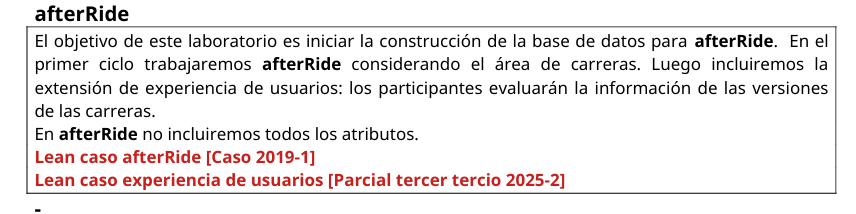 afterRide
El objetivo de este laboratorio es iniciar la construcción de la base de datos para afterRide. En el
primer ciclo trabajaremos afterRide considerando el área de carreras. Luego incluiremos la
extensión de experiencia de usuarios: los participantes evaluarán la información de las versiones
de las carreras.
En afterRide no incluiremos todos los atributos.
Lean caso afterRide [Caso 2019-1]
Lean caso experiencia de usuarios [Parcial tercer tercio 2025-2]
-